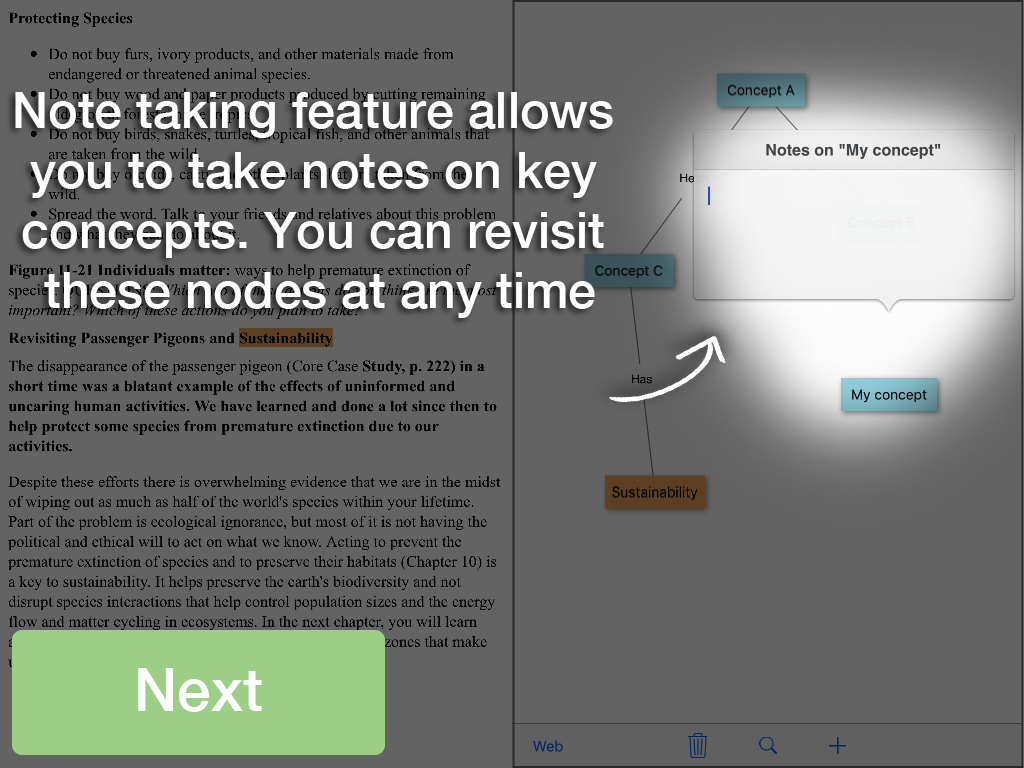 Protecting Species
Do not buy furs, ivory products, and other materials made from
endangered or threatened animal species.
Do not buy wood and paper products produced by cutting remaining
Do not buy birds, snakes, turtles, tropical fish, and other animals that
are taken from the wild.
wild.
Spread the word. Talk to your friends and relatives about this problem
Note taking feature allows
you to take notes on key
concepts. You can revisit
these nodes at any time
Figure 11-21 Individuals matter: ways to help premature extinction of
important? Which of these actions do you plan to take?
Revisiting Passenger Pigeons and Sustainability
The disappearance of the passenger pigeon (Core Case Study, p. 222) in a
short time was a blatant example of the effects of uninformed and
uncaring human activities. We have learned and done a lot since then to
help protect some species from premature extinction due to our
activities.
Despite these efforts there is overwhelming evidence that we are in the midst
of wiping out as much as half of the world's species within your lifetime.
Part of the problem is ecological ignorance, but most of it is not having the
political and ethical will to act on what we know. Acting to prevent the
premature extinction of species and to preserve their habitats (Chapter 10) is
a key to sustainability. It helps preserve the earth's biodiversity and not
disrupt species interactions that help control population sizes and the energy
flow and matter cycling in ecosystems. In the next chapter, you will learn
zones that make
Next
Concept A
Notes on "My concept"
Concept B
Concept C
Has
My concept
Sustainability
Web